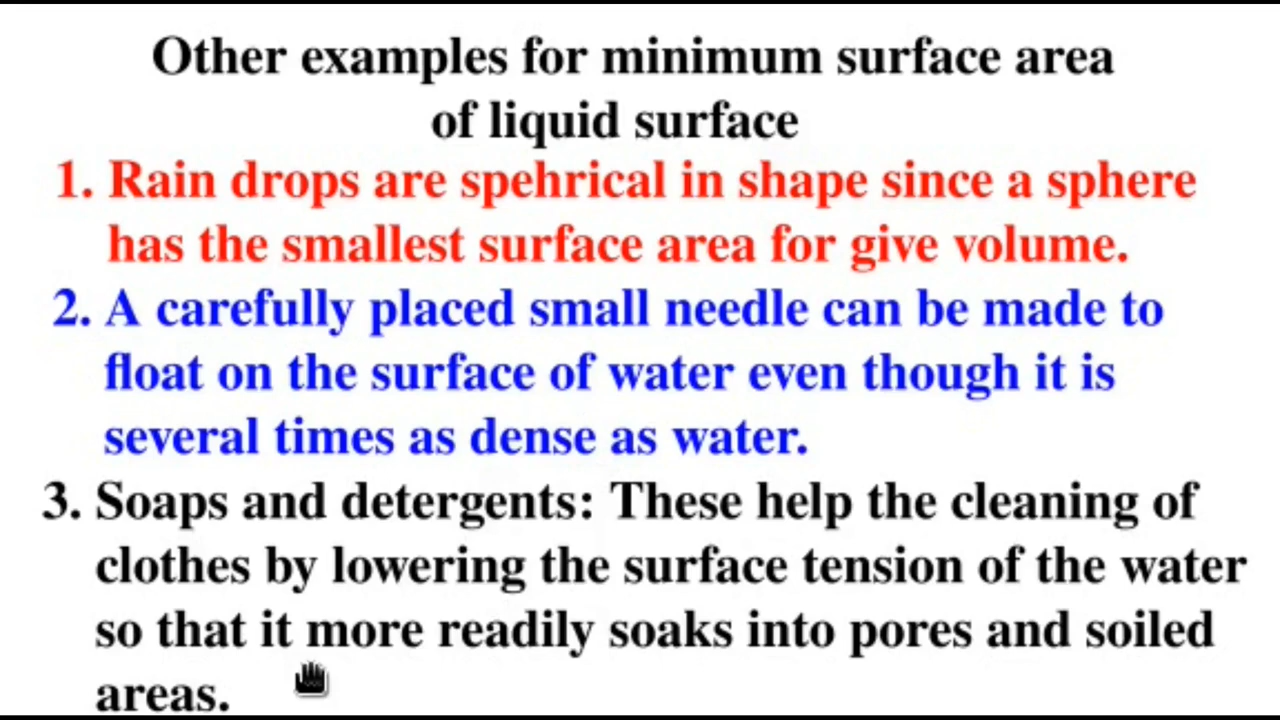 Other examples for minimum surface area
of liquid surface
1. Rain drops are spehrical in shape since a sphere
has the smallest surface area for give volume.
2. A carefully placed small needle can be made to
float on the surface of water even though it is
several times as dense as water.
3. Soaps and detergents: These help the cleaning of
clothes by lowering the surface tension of the water
so that it more readily soaks into pores and soiled
areas.